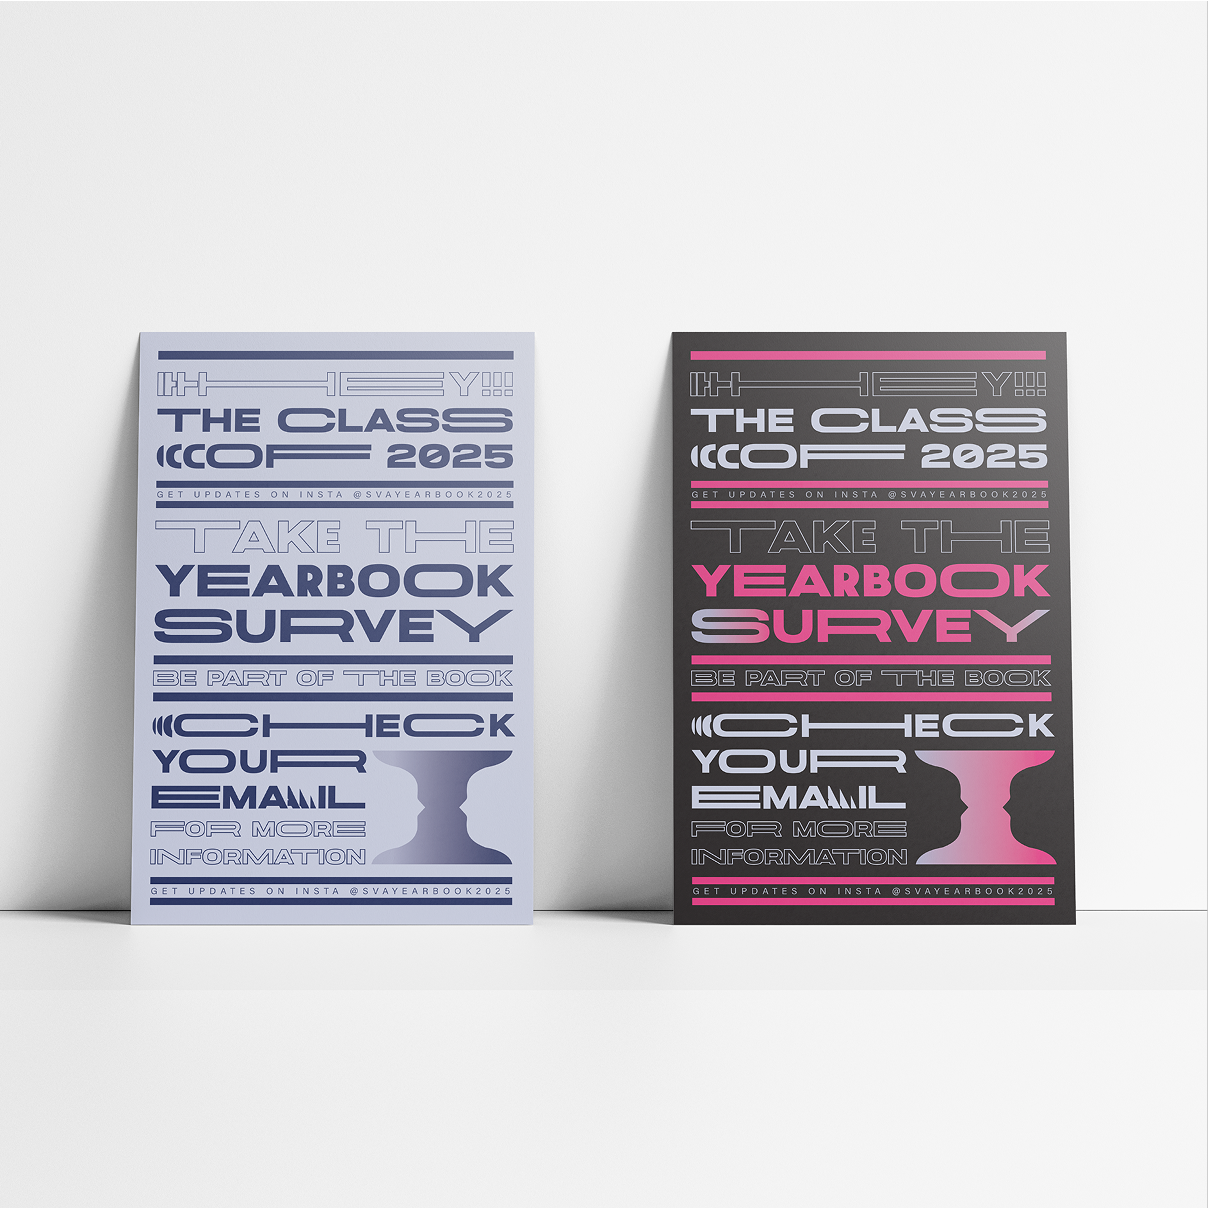 HEY!!!
THE CLASS
OF 2025
GET UPDATES ON INSTA @SVAYEARBOOK2025
TAKE THE
YEARBOOK
SURVEY
BE PART OF THE BOOK
CHECK
YOUR
EMAIL
FOR MORE
INFORMATION
GET UPDATES ON INSTA @SVAYEARBOOK2025
HEY!!!
THE CLASS
OF 2025
GET UPDATES ON INSTA @SVAYEARBOOK2025
TAKE THE
YEARBOOK
SURVEY
BE PART OF THE BOOK
CHECK
YOUR
EMAIL
FOR MORE
INFORMATION
GET UPDATES ON INSTA @SVAYEARBOOK2025